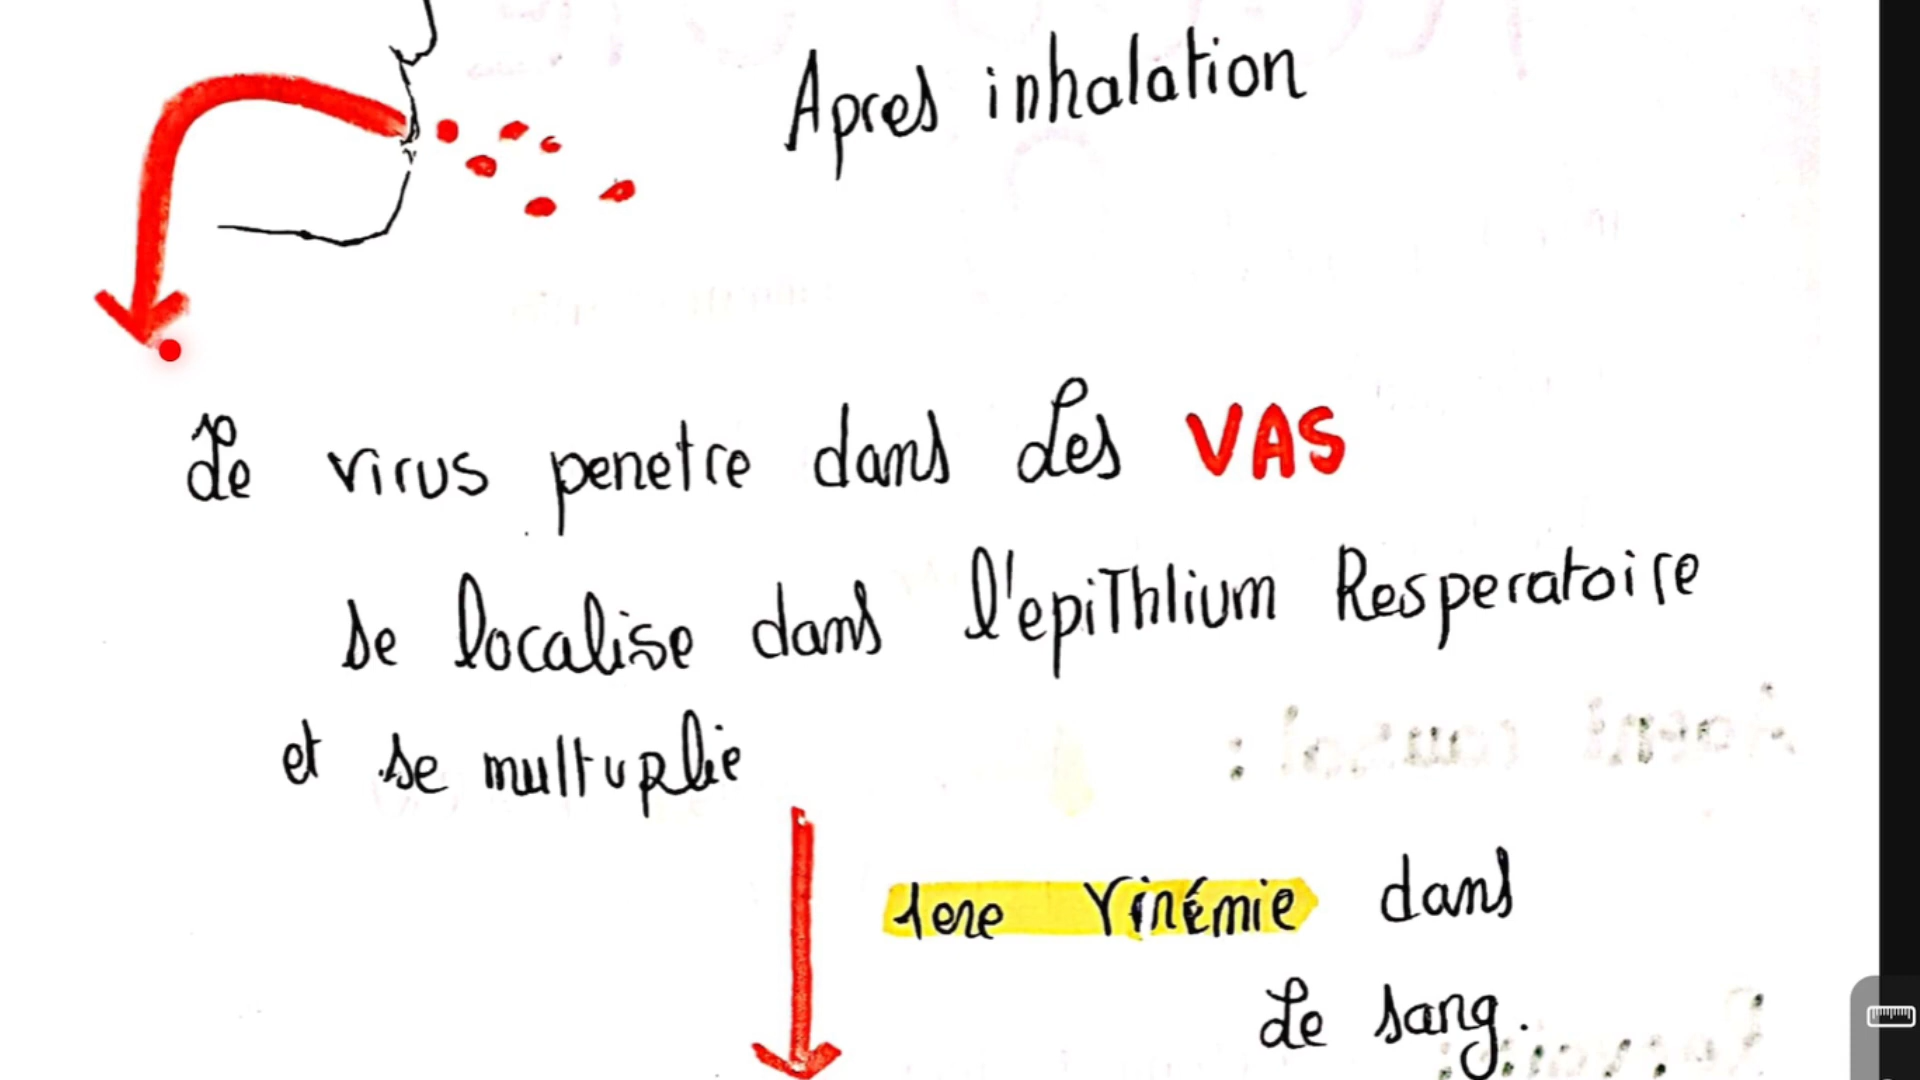 Apres inhalation
Le virus penetre dans Les VAS
se localise dans l'epiThlium Resperatoire
et se multuplie
1ere Virémie dans
Le sang.